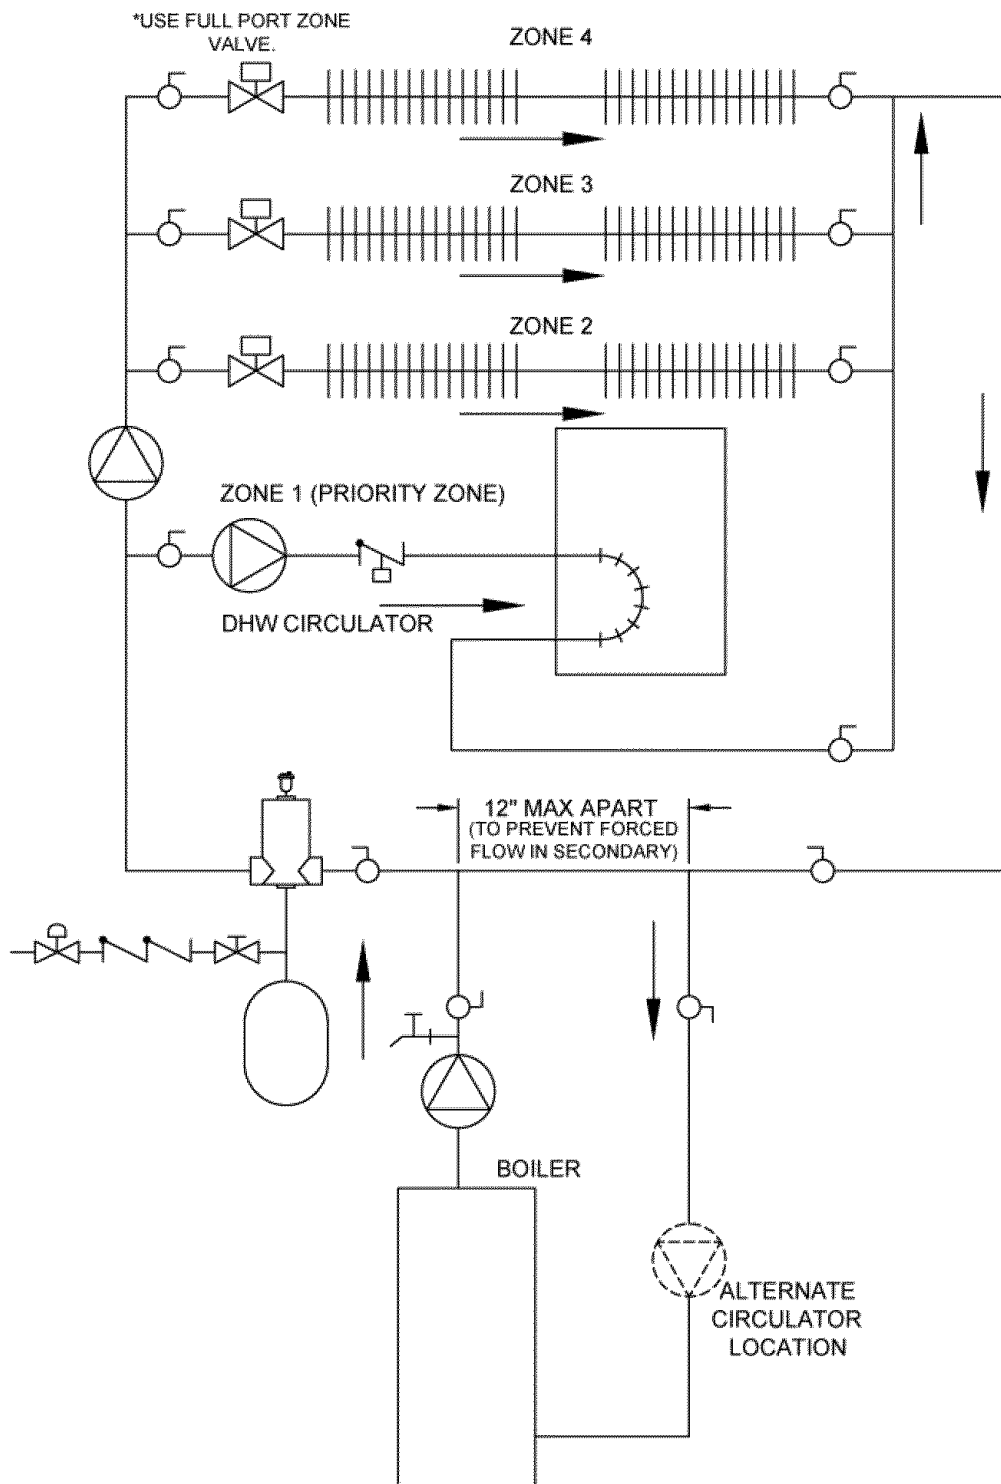 *USE FULL PORT ZONE
VALVE.
ZONE 4
ZONE 3
ZONE 2
ZONE 1 (PRIORITY ZONE)
DHW CIRCULATOR
12" MAX APART
(TO PREVENT FORCED
FLOW IN SECONDARY)
BOILER
ALTERNATE
CIRCULATOR
LOCATION